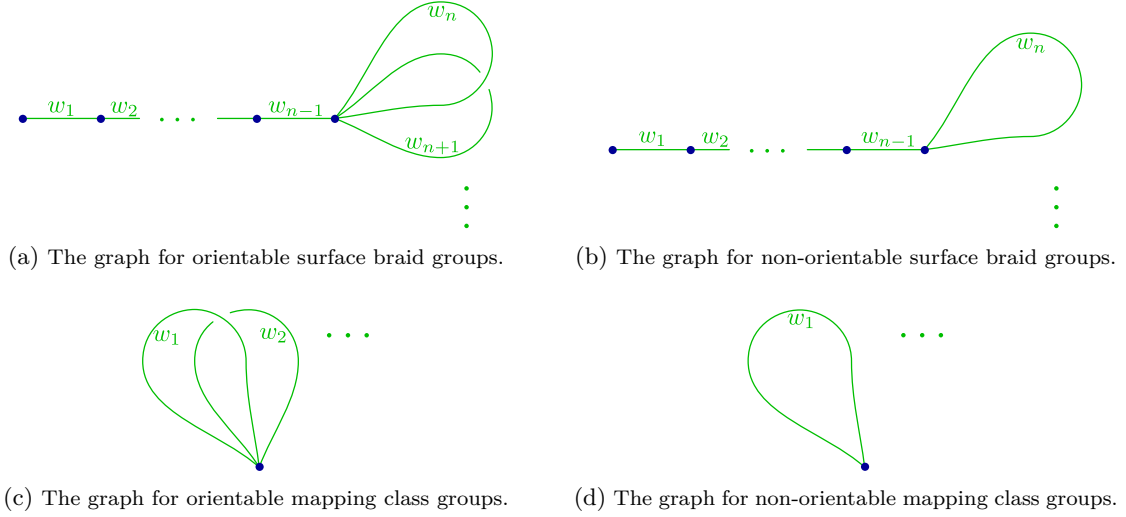 w_n
w_1 w_2 · · · w_{n−1}
w_{n+1}
(a) The graph for orientable surface braid groups.
w_n
w_1 w_2 · · · w_{n−1}
(b) The graph for non-orientable surface braid groups.
w_1 w_2 · · ·
(c) The graph for orientable mapping class groups.
w_1 · · ·
(d) The graph for non-orientable mapping class groups.